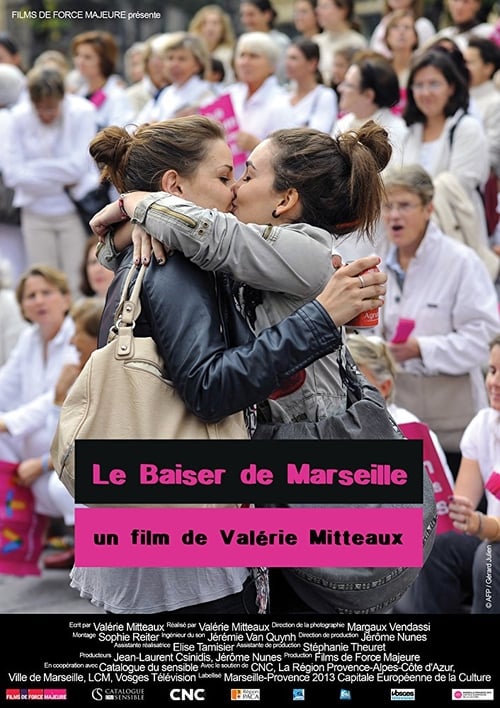 FILMS DE FORCE MAJEURE présente
Le Baiser de Marseille
un film de Valérie Mitteaux
© AFP / Gérard Julien
Ecrit par Valérie Mitteaux Réalisé par Valérie Mitteaux Direction de la photographie Margaux Vendassi
Montage Sophie Reiter Ingénieur du son Jérémie Van Quynh Direction de production Jérôme Nunes
Assistante réalisatrice Elise Tamisier Assistante de production Stéphanie Theuret
Producteurs Jean-Laurent Csinidis, Jérôme Nunes Production Films de Force Majeure
En coopération avec Catalogue du sensible Avec le soutien de CNC, La Région Provence-Alpes-Côte d'Azur,
Ville de Marseille, LCM, Vosges Télévision Labellisé Marseille-Provence 2013 Capitale Européenne de la Culture
FILMS DE FORCE MAJEURE
CATALOGUE DU SENSIBLE
CNC
Région PACA
vosges